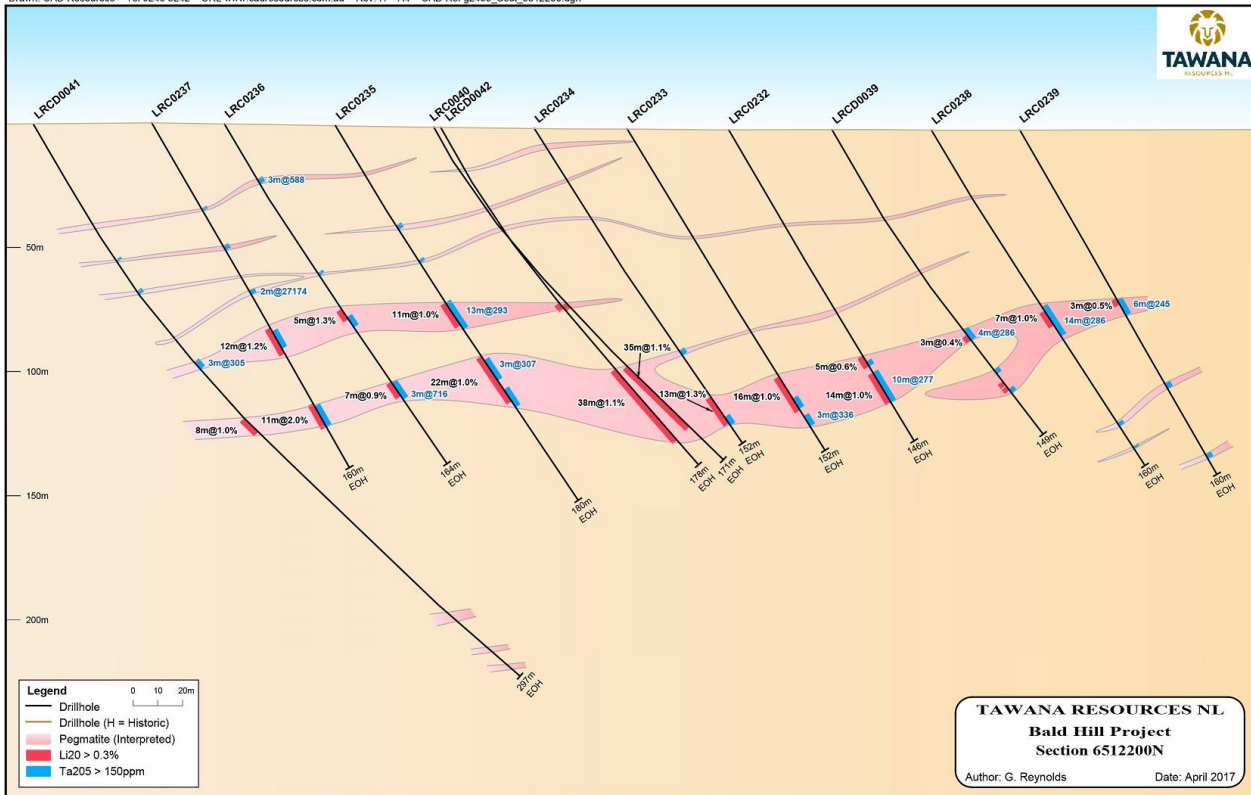 TAWANA
RESOURCES NL
LRCD0041
LRC0237
LRC0236
LRC0235
LRC0040
LRCD0042
LRC0234
LRC0233
LRC0232
LRCD0039
LRC0238
LRC0239
3m@588
50m
2m@27174
5m@1.3%
11m@1.0%
13m@293
12m@1.2%
3m@305
35m@1.1%
7m@1.0%
14m@286
3m@0.5%
6m@245
3m@0.4%
4m@286
100m
7m@0.9%
3m@716
22m@1.0%
3m@307
38m@1.1%
13m@1.3%
16m@1.0%
5m@0.6%
14m@1.0%
10m@277
3m@336
8m@1.0%
11m@2.0%
160m
EOH
164m
EOH
180m
EOH
178m
EOH
171m
EOH
152m
EOH
152m
EOH
146m
EOH
149m
EOH
160m
EOH
160m
EOH
150m
200m
297m
EOH
Legend
0 10 20m
Drillhole
Drillhole (H = Historic)
Pegmatite (Interpreted)
Li20 > 0.3%
Ta205 > 150ppm
TAWANA RESOURCES NL
Bald Hill Project
Section 6512200N
Author: G. Reynolds Date: April 2017